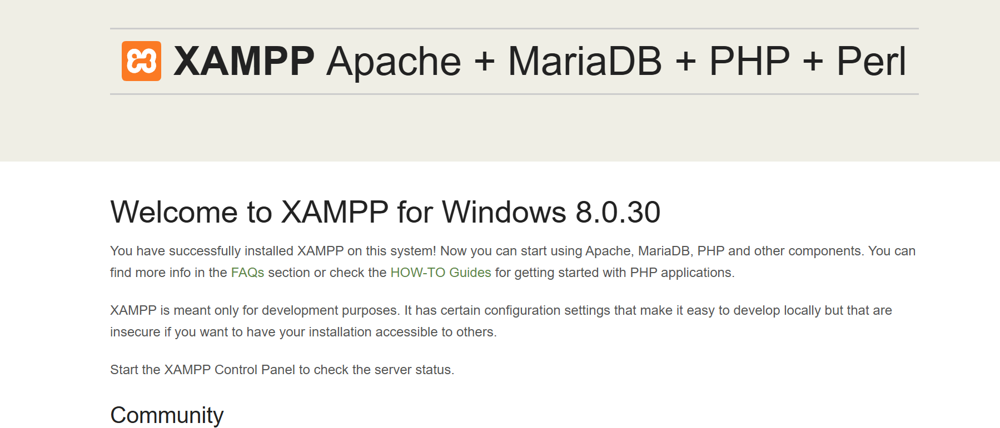 XAMPP Apache + MariaDB + PHP + Perl
Welcome to XAMPP for Windows 8.0.30
You have successfully installed XAMPP on this system! Now you can start using Apache, MariaDB, PHP and other components. You can
find more info in the FAQs section or check the HOW-TO Guides for getting started with PHP applications.
XAMPP is meant only for development purposes. It has certain configuration settings that make it easy to develop locally but that are
insecure if you want to have your installation accessible to others.
Start the XAMPP Control Panel to check the server status.
Community